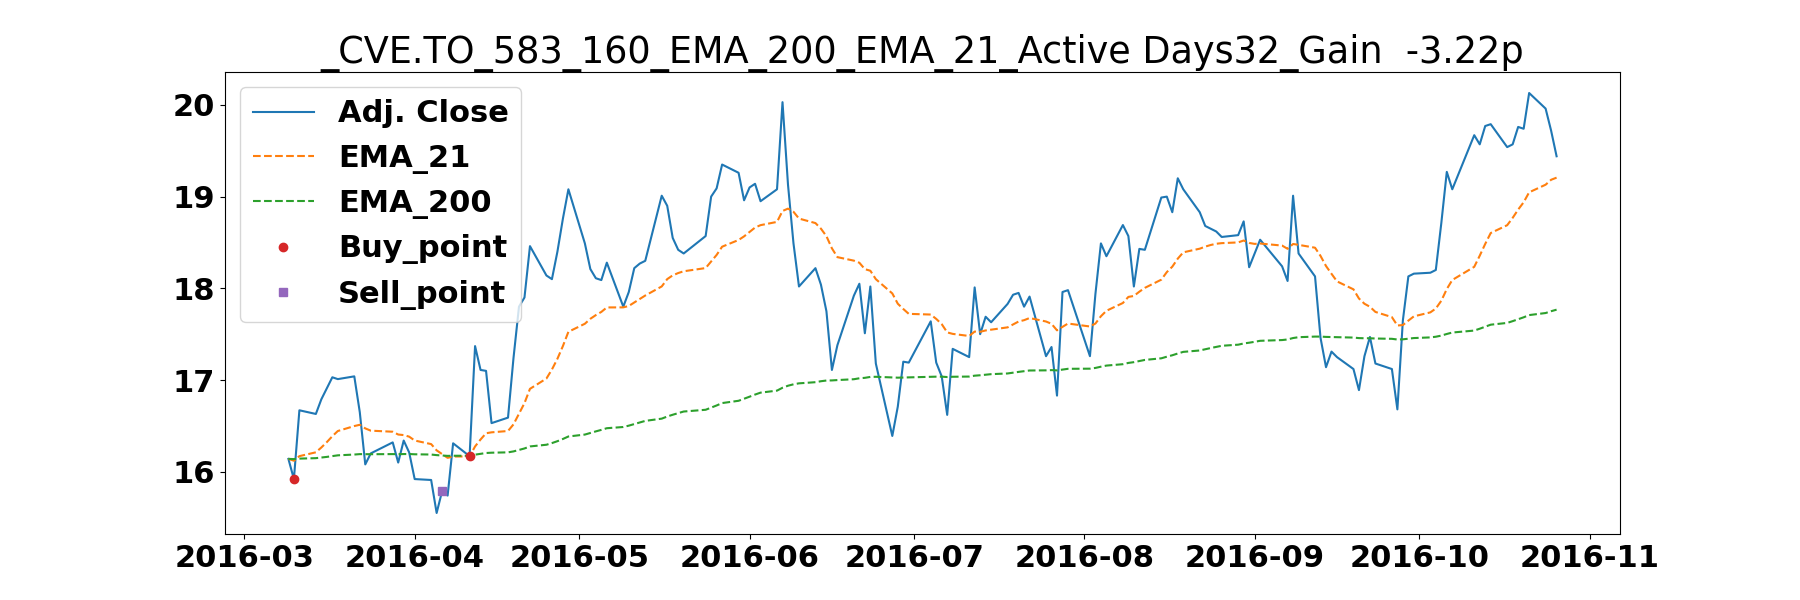 _CVE.TO_583_160_EMA_200_EMA_21_Active Days32_Gain  -3.22p
20
19
18
17
16
Adj. Close
EMA_21
EMA_200
Buy_point
Sell_point
2016-03 2016-04 2016-05 2016-06 2016-07 2016-08 2016-09 2016-10 2016-11